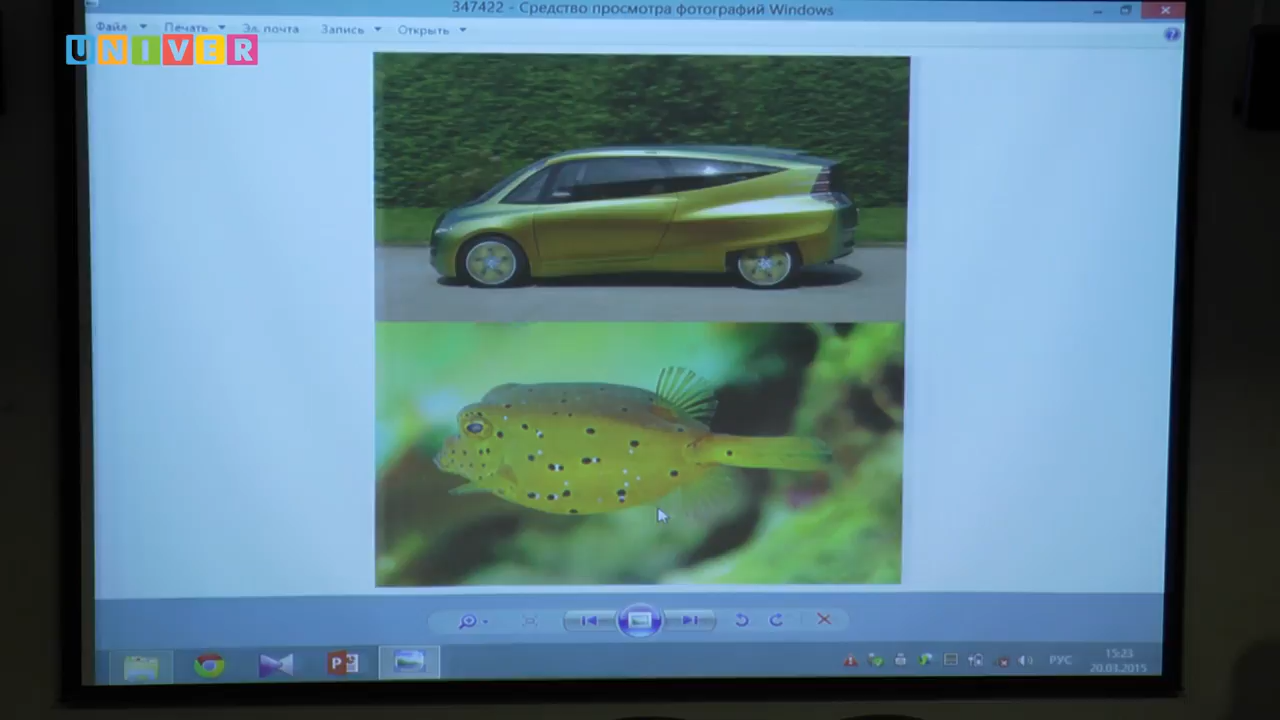 347422 - Средство просмотра фотографий Windows
Файл Печать Эл. почта Запись Открыть
UNIVER
РУС
15:23
20.03.2015